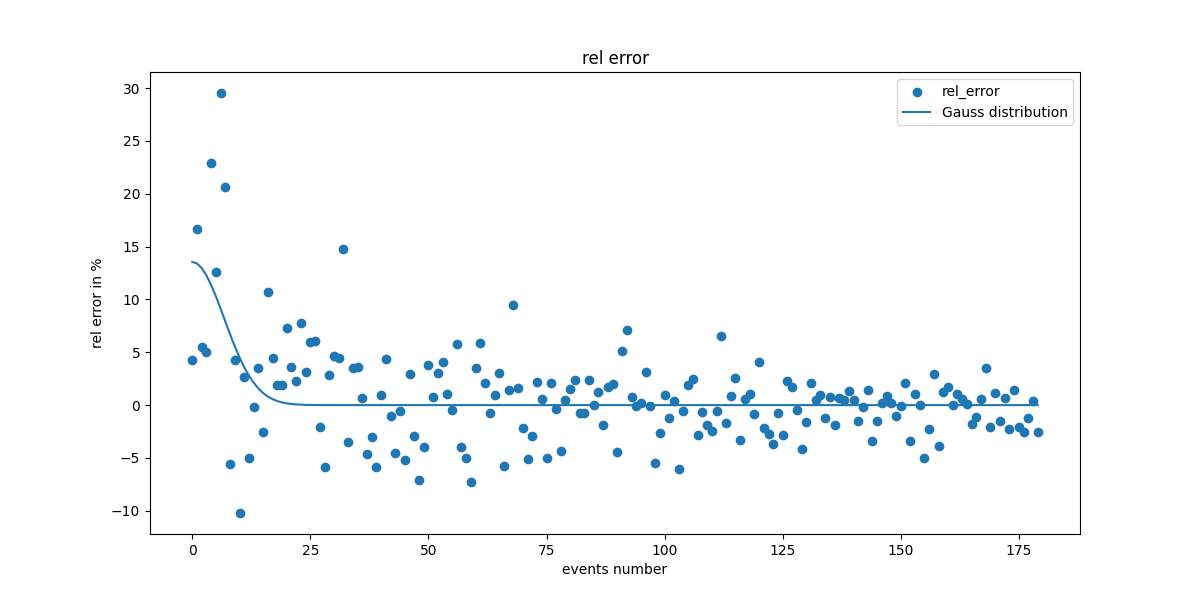 rel error
rel_error
Gauss distribution
rel error in %
30
25
20
15
10
5
0
−5
−10
0 25 50 75 100 125 150 175
events number